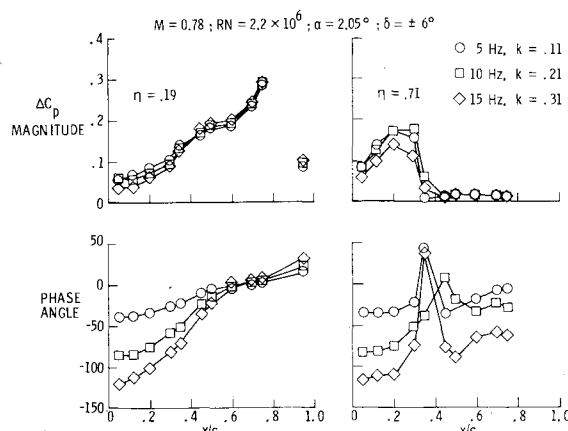 M = 0.78 ; RN = 2.2 × 10⁶ ; α = 2.05° ; δ = ± 6°
.4
.3
.2
.1
0
ΔCp
MAGNITUDE
η = .19
η = .71
○ 5 Hz, k = .11
□ 10 Hz, k = .21
◇ 15 Hz, k = .31
50
0
-50
-100
-150
PHASE
ANGLE
0 .2 .4 .6 .8 1.0
0 .2 .4 .6 .8 1.0
x/c
x/c